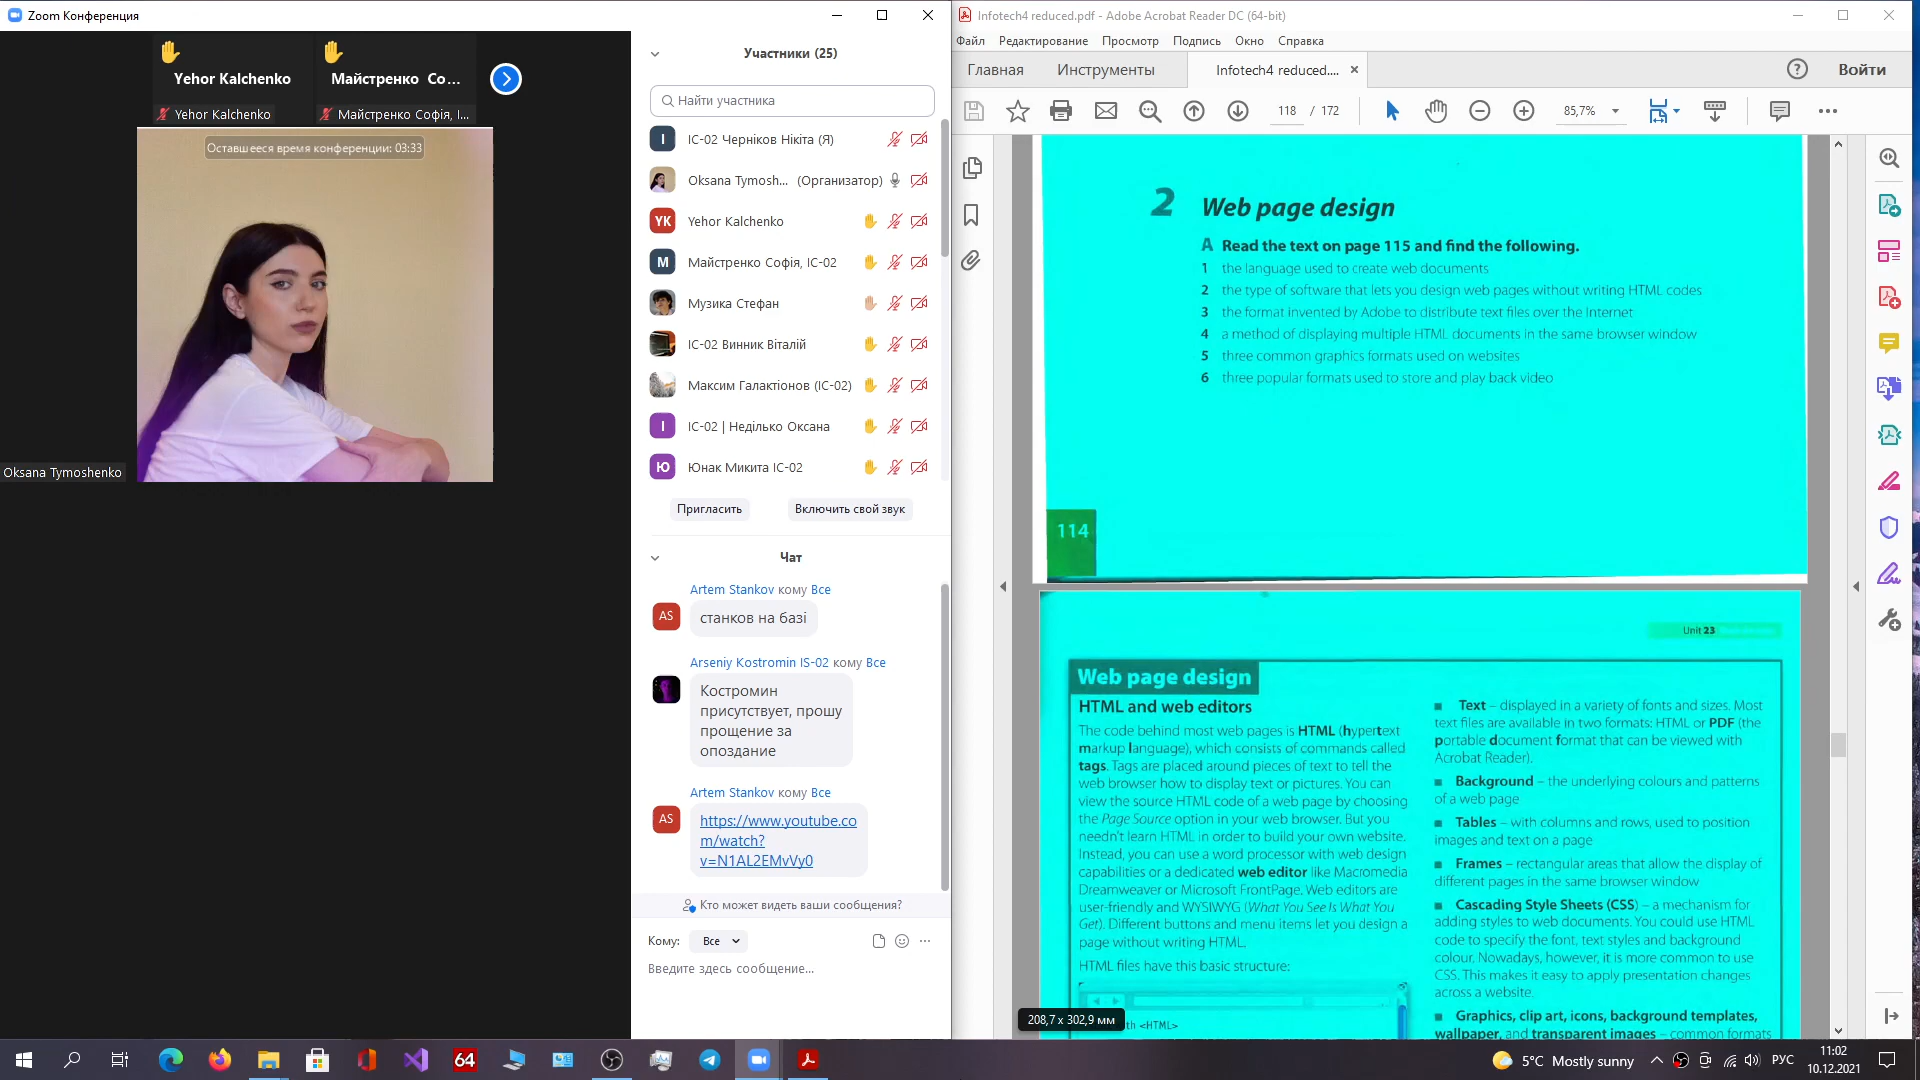 Zoom Конференция
Yehor Kalchenko
Майстренко Со...
Yehor Kalchenko
Майстренко Софія, І...
Оставшееся время конференции: 03:33
Oksana Tymoshenko
Участники (25)
Найти участника
І
ІС-02 Черніков Нікіта (Я)
Oksana Tymosh... (Организатор)
YK
Yehor Kalchenko
М
Майстренко Софія, ІС-02
Музика Стефан
ІС-02 Винник Віталій
Максим Галактіонов (ІС-02)
І
ІС-02 | Неділько Оксана
Ю
Юнак Микита ІС-02
Пригласить
Включить свой звук
Чат
Artem Stankov кому Все
AS
станков на базі
Arseniy Kostromin IS-02 кому Все
Костромин
присутствует, прошу
прощение за
опоздание
Artem Stankov кому Все
AS
https://www.youtube.co
m/watch?
v=N1AL2EMvVy0
Кто может видеть ваши сообщения?
Кому: Все
Введите здесь сообщение...
Infotech4 reduced.pdf - Adobe Acrobat Reader DC (64-bit)
Файл Редактирование Просмотр Подпись Окно Справка
Главная Инструменты Infotech4 reduced.... Войти
118 / 172 85,7%
2 Web page design
A Read the text on page 115 and find the following.
1 the language used to create web documents
2 the type of software that lets you design web pages without writing HTML codes
3 the format invented by Adobe to distribute text files over the Internet
4 a method of displaying multiple HTML documents in the same browser window
5 three common graphics formats used on websites
6 three popular formats used to store and play back video
114
Unit 23
Web page design
HTML and web editors
The code behind most web pages is HTML (hypertext
markup language), which consists of commands called
tags. Tags are placed around pieces of text to tell the
web browser how to display text or pictures. You can
view the source HTML code of a web page by choosing
the Page Source option in your web browser. But you
needn't learn HTML in order to build your own website.
Instead, you can use a word processor with web design
capabilities or a dedicated web editor like Macromedia
Dreamweaver or Microsoft FrontPage. Web editors are
user-friendly and WYSIWYG (What You See Is What You
Get). Different buttons and menu items let you design a
page without writing HTML.
HTML files have this basic structure:
th <HTML>
208,7 x 302,9 мм
Text – displayed in a variety of fonts and sizes. Most
text files are available in two formats: HTML or PDF (the
portable document format that can be viewed with
Acrobat Reader).
Background – the underlying colours and patterns
of a web page
Tables – with columns and rows, used to position
images and text on a page
Frames – rectangular areas that allow the display of
different pages in the same browser window
Cascading Style Sheets (CSS) – a mechanism for
adding styles to web documents. You could use HTML
code to specify the font, text styles and background
colour. Nowadays, however, it is more common to use
CSS. This makes it easy to apply presentation changes
across a website.
Graphics, clip art, icons, background templates,
wallpaper, and transparent images – common formats
64
5°C Mostly sunny
РУС
11:02
10.12.2021